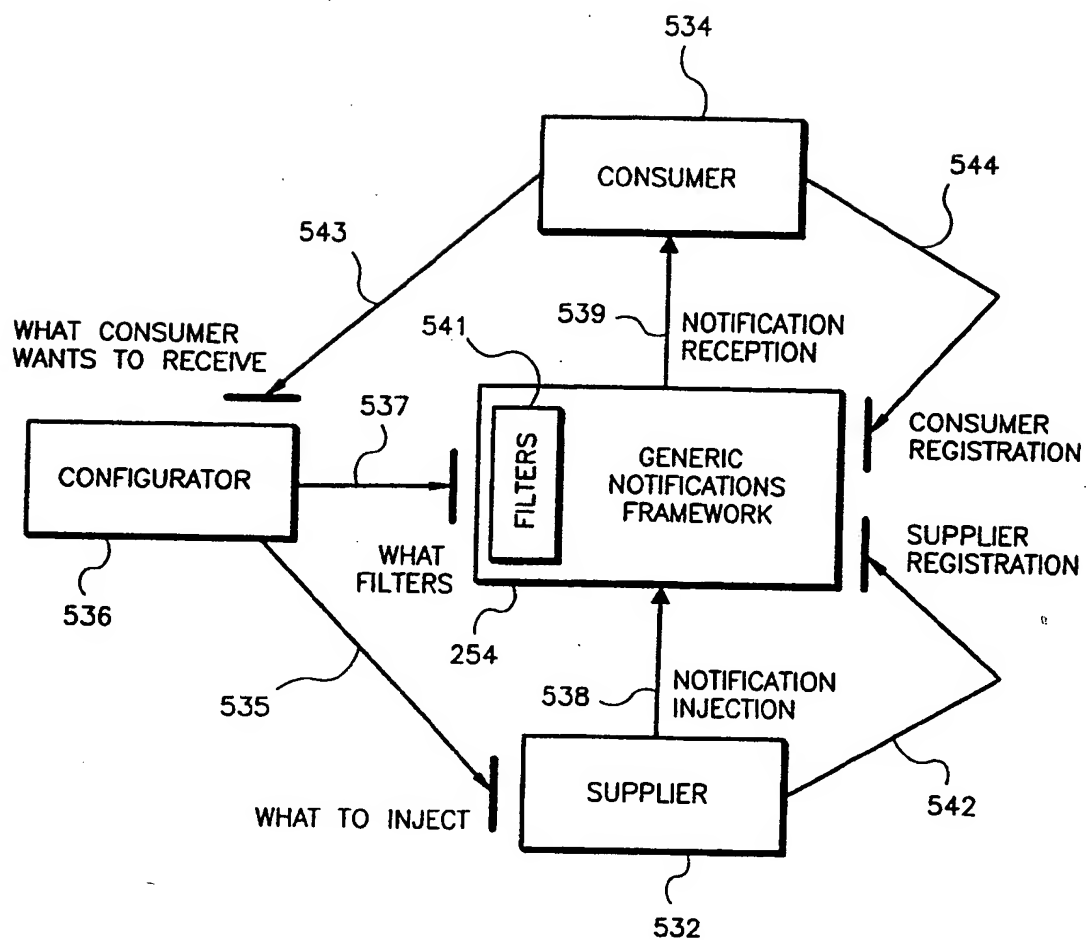 534
CONSUMER
544
543
WHAT CONSUMER
WANTS TO RECEIVE
541
539
NOTIFICATION
RECEPTION
537
CONFIGURATOR
FILTERS
GENERIC
NOTIFICATIONS
FRAMEWORK
CONSUMER
REGISTRATION
WHAT
FILTERS
SUPPLIER
REGISTRATION
536
254
535
538
NOTIFICATION
INJECTION
SUPPLIER
WHAT TO INJECT
542
532